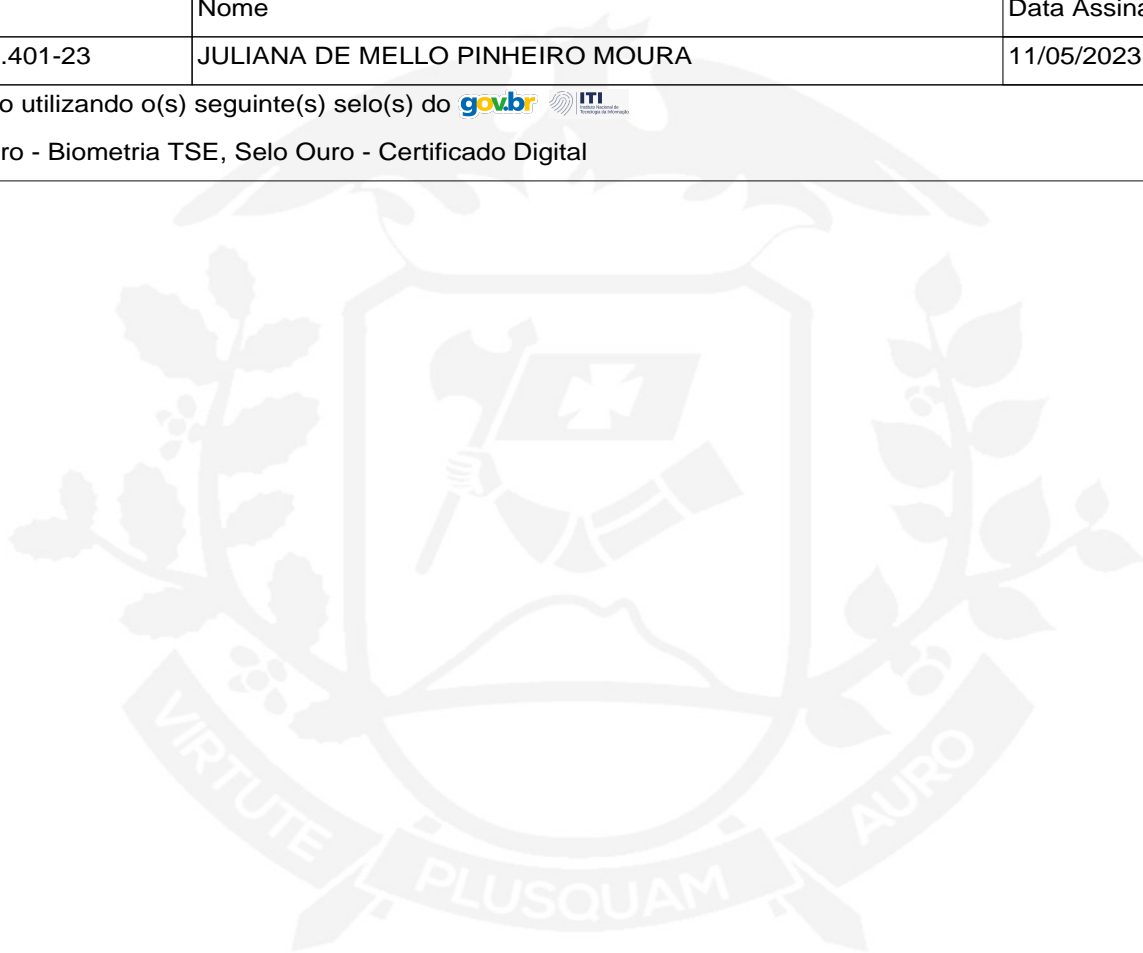 Nome Data Assina
.401-23 JULIANA DE MELLO PINHEIRO MOURA 11/05/2023
o utilizando o(s) seguinte(s) selo(s) do gov.br ITI
ro - Biometria TSE, Selo Ouro - Certificado Digital
VIRTUTE PLUSQUAM AURO